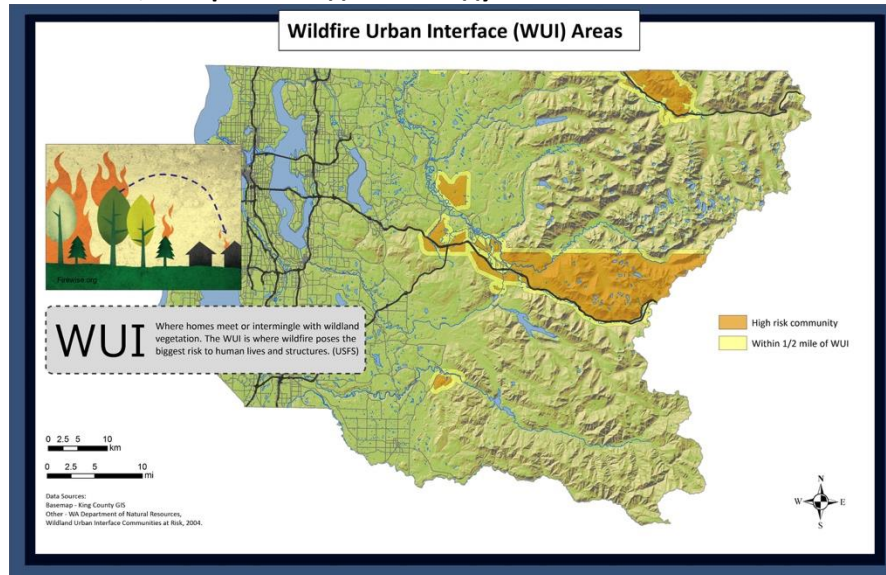 Wildfire Urban Interface (WUI) Areas
Firewise.org
WUI
Where homes meet or intermingle with wildland
vegetation. The WUI is where wildfire poses the
biggest risk to human lives and structures. (USFS)
High risk community
Within 1/2 mile of WUI
0 2.5 5 10
km
0 2.5 5 10
mi
Data Sources:
Basemap - King County GIS
Other - WA Department of Natural Resources,
Wildland Urban Interface Communities at Risk, 2004.
N
W E
S